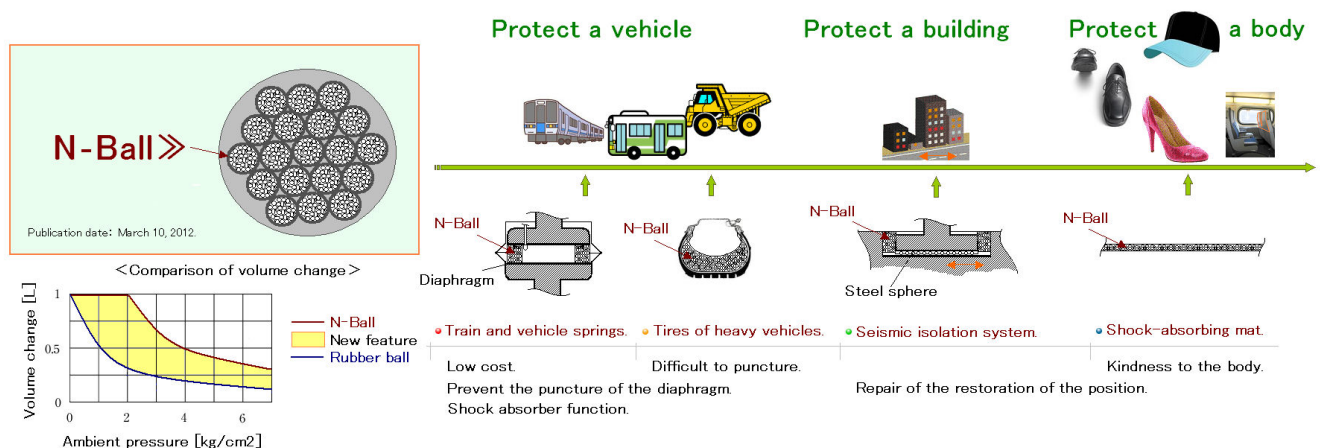 Protect a vehicle
Protect a building
Protect a body
N-Ball≫
Publication date: March 10, 2012.
N-Ball
Diaphragm
N-Ball
N-Ball
Steel sphere
N-Ball
<Comparison of volume change>
Volume change [L]
1
0.5
0
0 2 4 6
Ambient pressure [kg/cm2]
N-Ball
New feature
Rubber ball
Train and vehicle springs.
Low cost.
Prevent the puncture of the diaphragm.
Shock absorber function.
Tires of heavy vehicles.
Difficult to puncture.
Seismic isolation system.
Repair of the restoration of the position.
Shock-absorbing mat.
Kindness to the body.